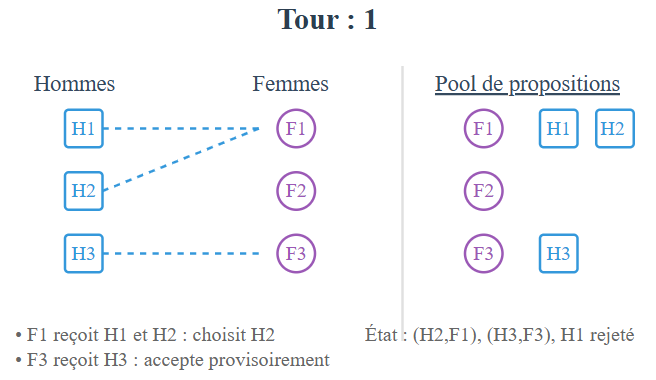 Tour : 1
Hommes Femmes Pool de propositions
H1 F1 F1 H1 H2
H2 F2 F2
H3 F3 F3 H3
• F1 reçoit H1 et H2 : choisit H2 État : (H2,F1), (H3,F3), H1 rejeté
• F3 reçoit H3 : accepte provisoirement